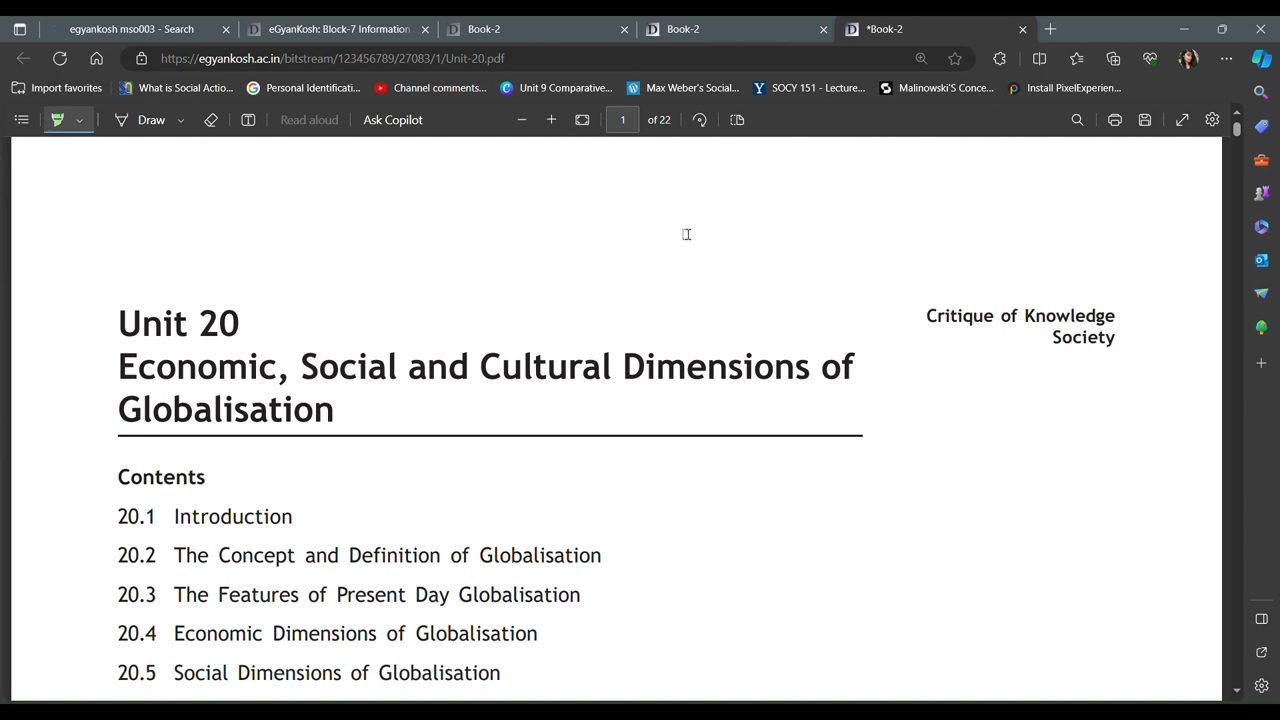 egyankosh mso003 - Search
eGyanKosh: Block-7 Information
Book-2
Book-2
*Book-2
https://egyankosh.ac.in/bitstream/123456789/27083/1/Unit-20.pdf
Import favorites
What is Social Actio...
Personal Identificati...
Channel comments...
Unit 9 Comparative...
Max Weber's Social...
SOCY 151 - Lecture...
Malinowski'S Conce...
Install PixelExperien...
Draw
Read aloud
Ask Copilot
1 of 22
Unit 20
Economic, Social and Cultural Dimensions of
Globalisation
Critique of Knowledge
Society
Contents
20.1 Introduction
20.2 The Concept and Definition of Globalisation
20.3 The Features of Present Day Globalisation
20.4 Economic Dimensions of Globalisation
20.5 Social Dimensions of Globalisation